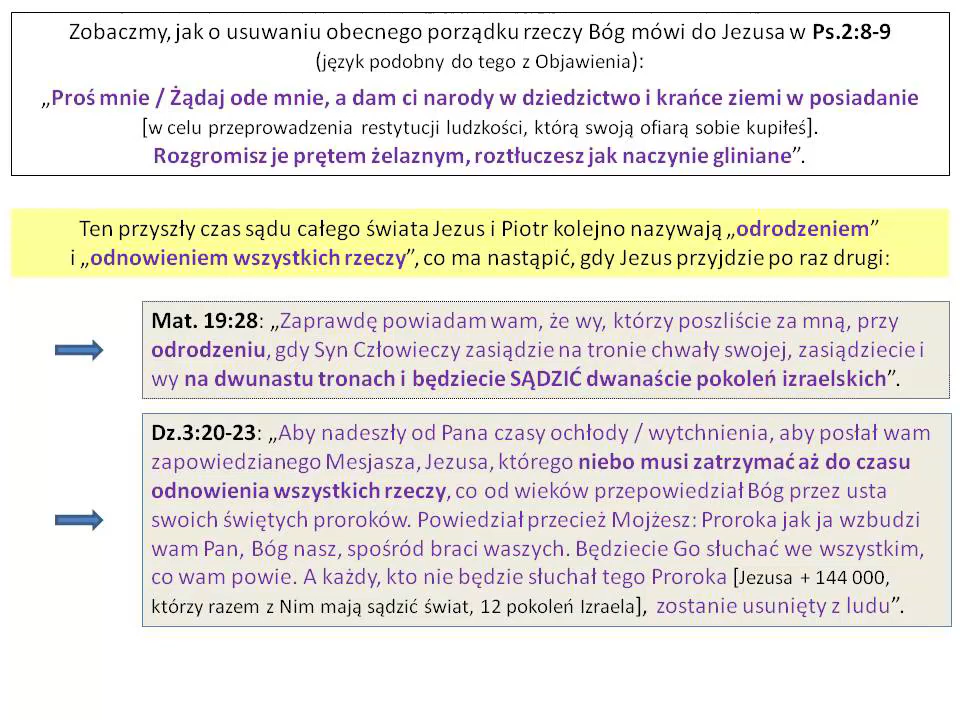 Zobaczmy, jak o usuwaniu obecnego porządku rzeczy Bóg mówi do Jezusa w Ps.2:8-9
(język podobny do tego z Objawienia):
„Proś mnie / Żądaj ode mnie, a dam ci narody w dziedzictwo i krańce ziemi w posiadanie
[w celu przeprowadzenia restytucji ludzkości, którą swoją ofiarą sobie kupiłeś].
Rozgromisz je prętem żelaznym, roztłuczesz jak naczynie gliniane”.
Ten przyszły czas sądu całego świata Jezus i Piotr kolejno nazywają „odrodzeniem”
i „odnowieniem wszystkich rzeczy”, co ma nastąpić, gdy Jezus przyjdzie po raz drugi:
Mat. 19:28: „Zaprawdę powiadam wam, że wy, którzy poszliście za mną, przy
odrodzeniu, gdy Syn Człowieczy zasiądzie na tronie chwały swojej, zasiądziecie i
wy na dwunastu tronach i będziecie SĄDZIĆ dwanaście pokoleń izraelskich”.
Dz.3:20-23: „Aby nadeszły od Pana czasy ochłody / wytchnienia, aby posłał wam
zapowiedzianego Mesjasza, Jezusa, którego niebo musi zatrzymać aż do czasu
odnowienia wszystkich rzeczy, co od wieków przepowiedział Bóg przez usta
swoich świętych proroków. Powiedział przecież Mojżesz: Proroka jak ja wzbudzi
wam Pan, Bóg nasz, spośród braci waszych. Będziecie Go słuchać we wszystkim,
co wam powie. A każdy, kto nie będzie słuchał tego Proroka [Jezusa + 144 000,
którzy razem z Nim mają sądzić świat, 12 pokoleń Izraela], zostanie usunięty z ludu”.